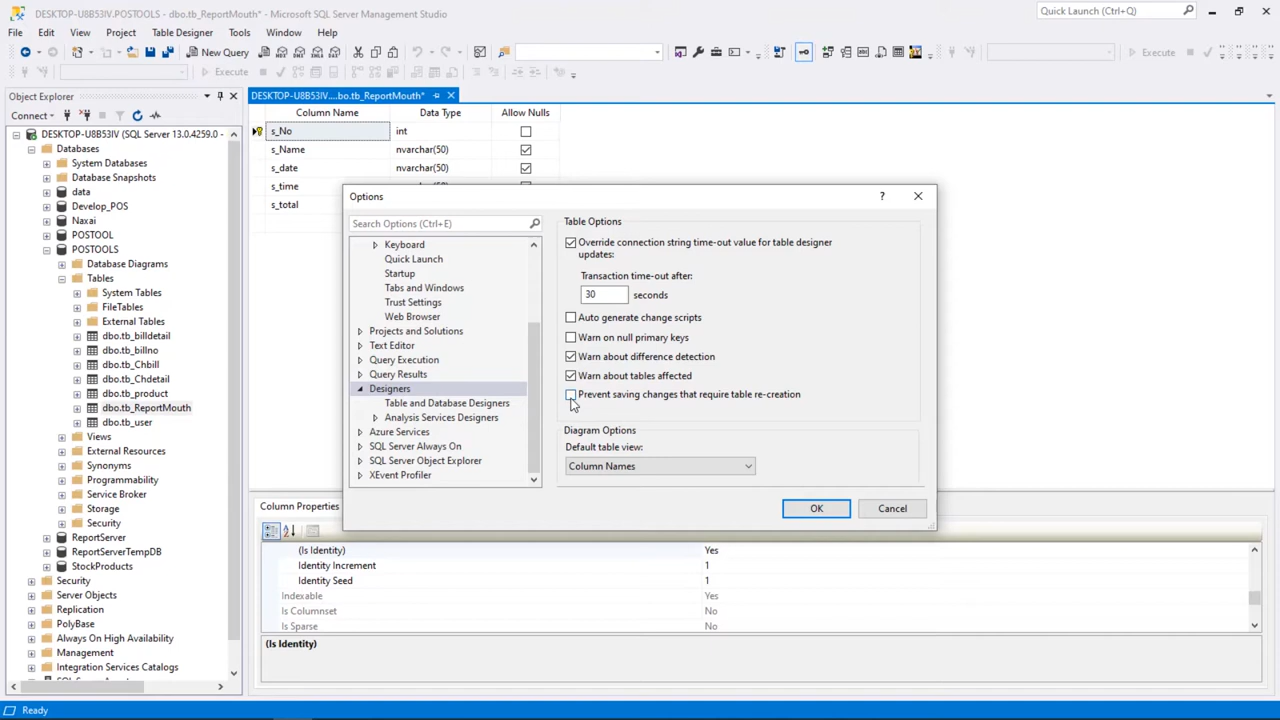 DESKTOP-U8B53IV.POSTOOLS - dbo.tb_ReportMouth* - Microsoft SQL Server Management Studio
Quick Launch (Ctrl+Q)
File Edit View Project Table Designer Tools Window Help
New Query
Execute
Execute
Object Explorer
DESKTOP-U8B53IV....bo.tb_ReportMouth*
Connect
Column Name Data Type Allow Nulls
s_No int
s_Name nvarchar(50)
s_date nvarchar(50)
s_time
s_total
DESKTOP-U8B53IV (SQL Server 13.0.4259.0 -
Databases
System Databases
Database Snapshots
data
Develop_POS
Naxai
POSTOOL
POSTOOLS
Database Diagrams
Tables
System Tables
FileTables
External Tables
dbo.tb_billdetail
dbo.tb_billno
dbo.tb_Chbill
dbo.tb_Chdetail
dbo.tb_product
dbo.tb_ReportMouth
dbo.tb_user
Views
External Resources
Synonyms
Programmability
Service Broker
Storage
Security
ReportServer
ReportServerTempDB
StockProducts
Security
Server Objects
Replication
PolyBase
Always On High Availability
Management
Integration Services Catalogs
Options
?
Search Options (Ctrl+E)
Keyboard
Quick Launch
Startup
Tabs and Windows
Trust Settings
Web Browser
Projects and Solutions
Text Editor
Query Execution
Query Results
Designers
Table and Database Designers
Analysis Services Designers
Azure Services
SQL Server Always On
SQL Server Object Explorer
XEvent Profiler
Table Options
Override connection string time-out value for table designer
updates:
Transaction time-out after:
30 seconds
Auto generate change scripts
Warn on null primary keys
Warn about difference detection
Warn about tables affected
Prevent saving changes that require table re-creation
Diagram Options
Default table view:
Column Names
OK Cancel
Column Properties
(Is Identity) Yes
Identity Increment 1
Identity Seed 1
Indexable Yes
Is Columnset No
Is Sparse No
(Is Identity)
Ready